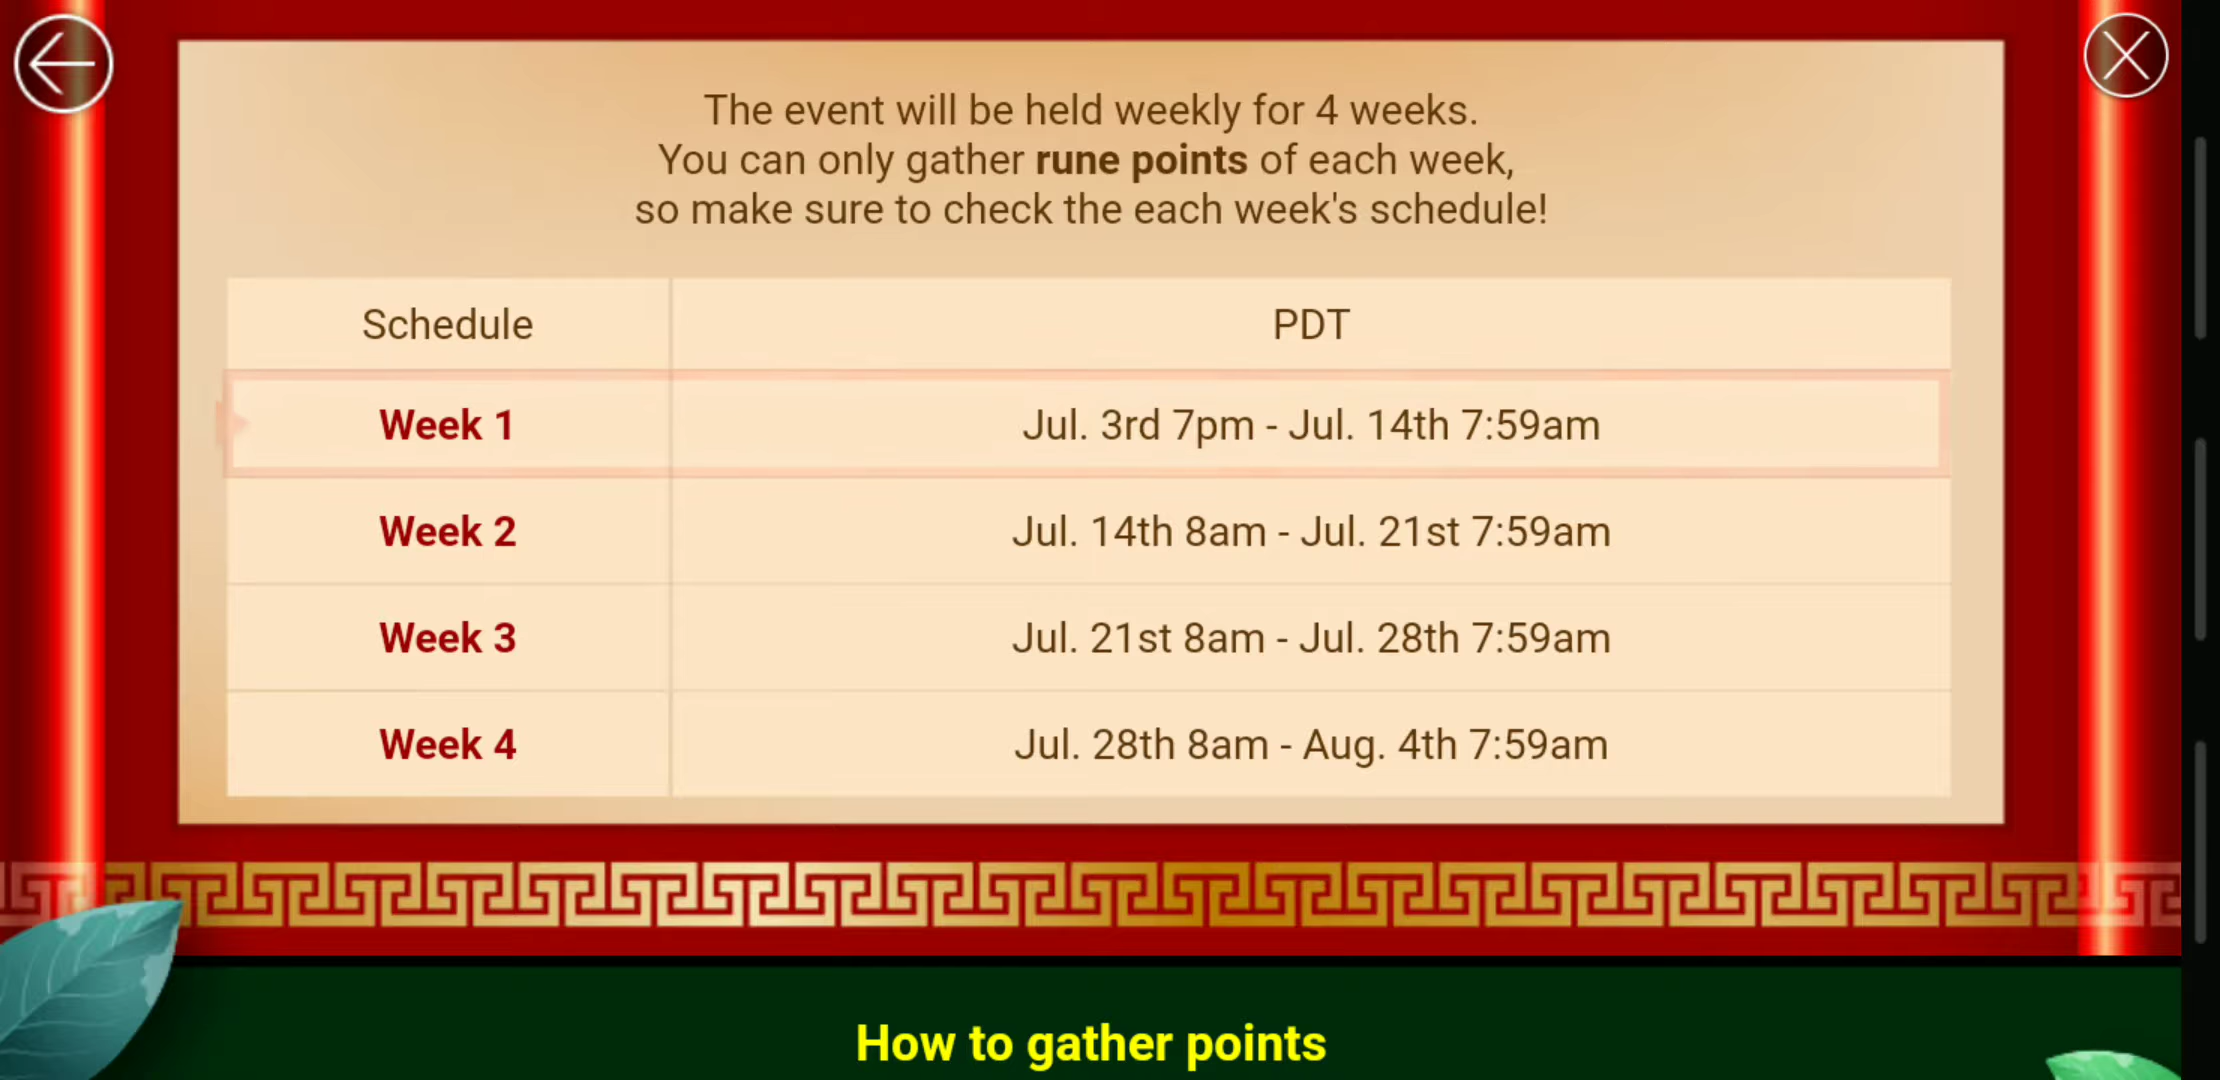 The event will be held weekly for 4 weeks.
You can only gather rune points of each week,
so make sure to check the each week's schedule!
Schedule PDT
Week 1 Jul. 3rd 7pm - Jul. 14th 7:59am
Week 2 Jul. 14th 8am - Jul. 21st 7:59am
Week 3 Jul. 21st 8am - Jul. 28th 7:59am
Week 4 Jul. 28th 8am - Aug. 4th 7:59am
How to gather points